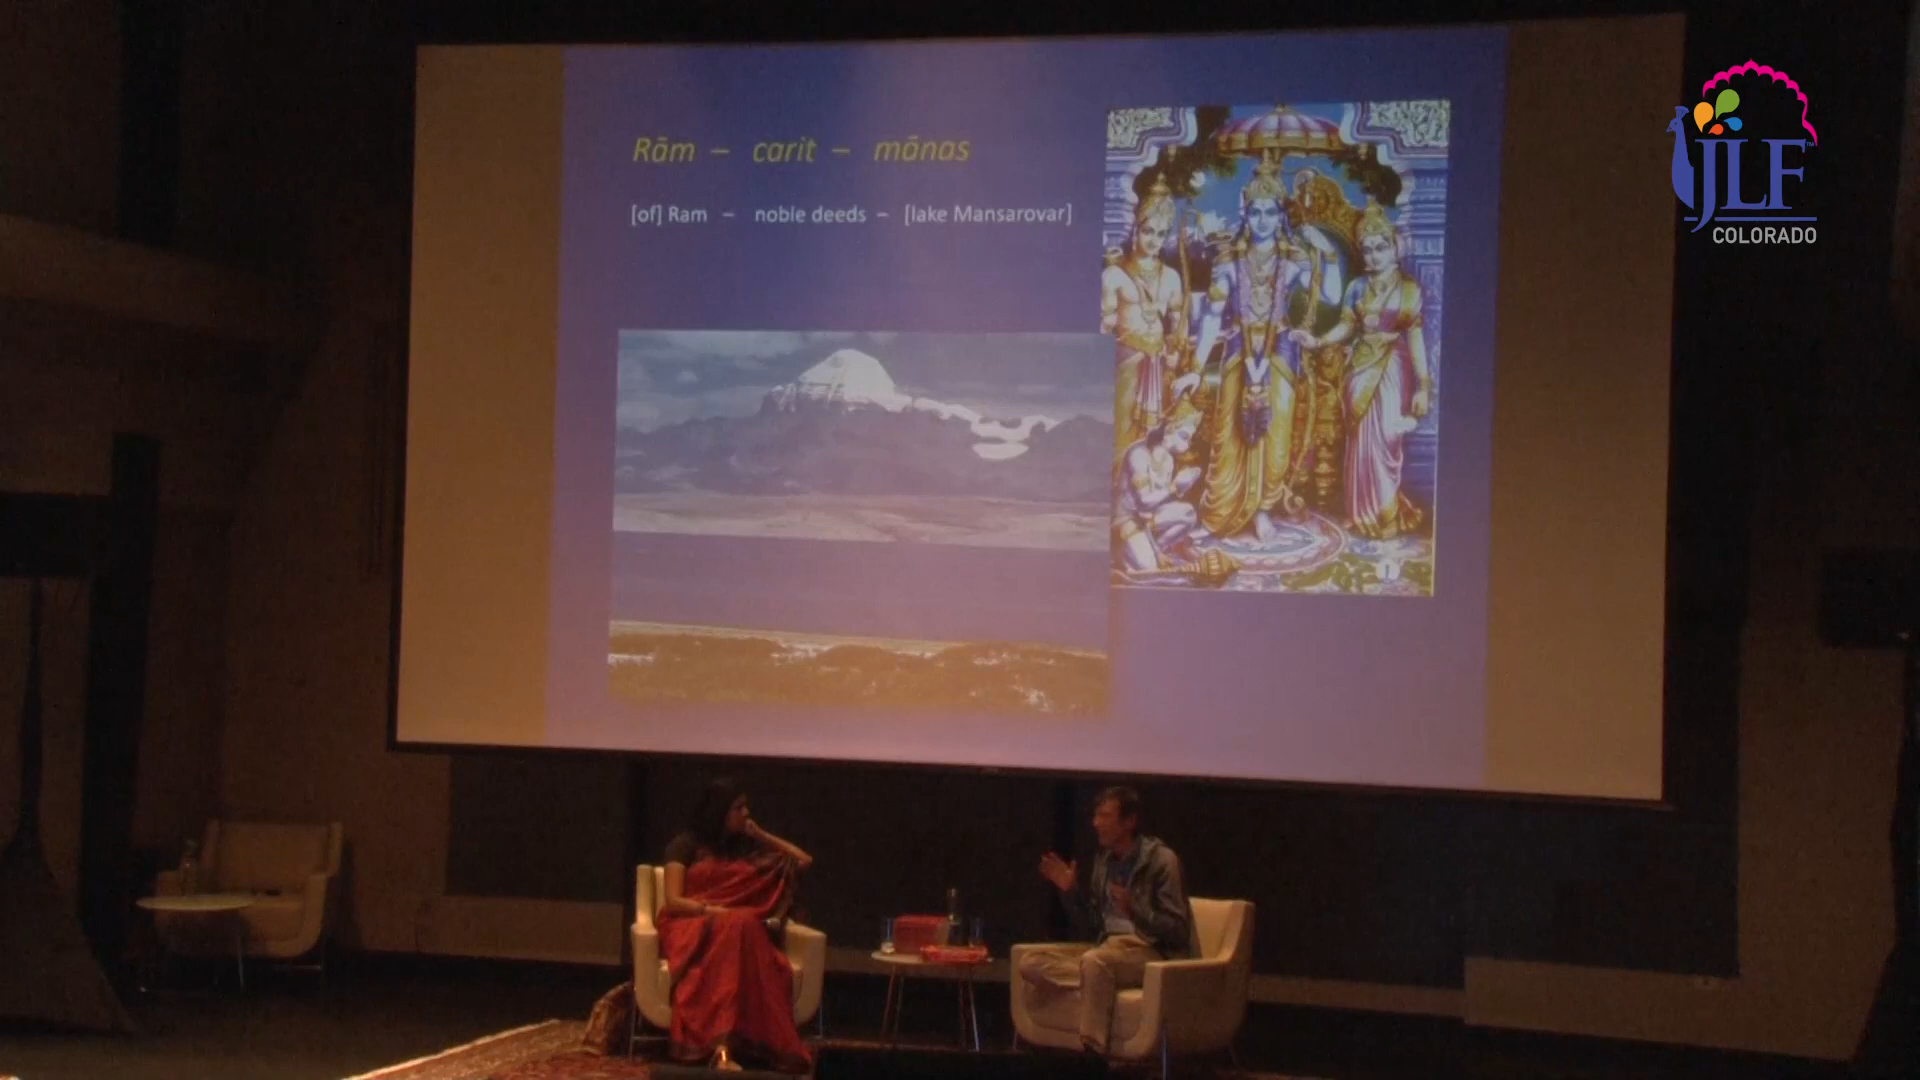 Rām – carit – mānas
[of] Ram – noble deeds – [lake Mansarovar]
JLF
COLORADO